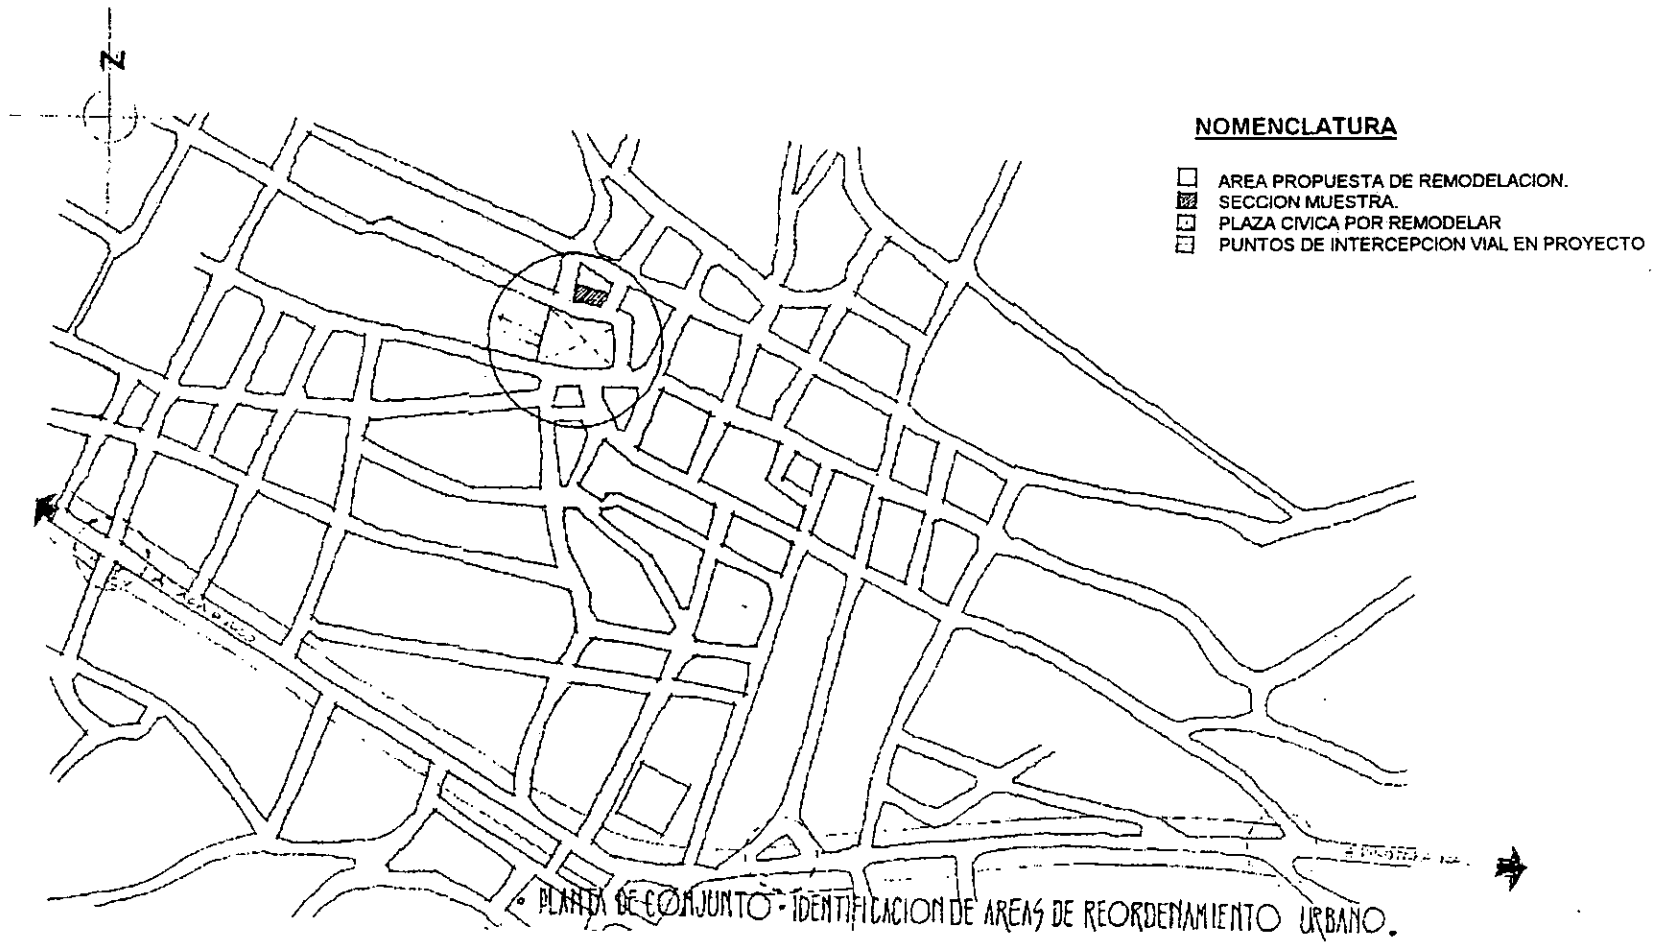 N
NOMENCLATURA
AREA PROPUESTA DE REMODELACION.
SECCION MUESTRA.
PLAZA CIVICA POR REMODELAR
PUNTOS DE INTERCEPCION VIAL EN PROYECTO
• PLANTA DE CONJUNTO - IDENTIFICACION DE AREAS DE REORDENAMIENTO URBANO.